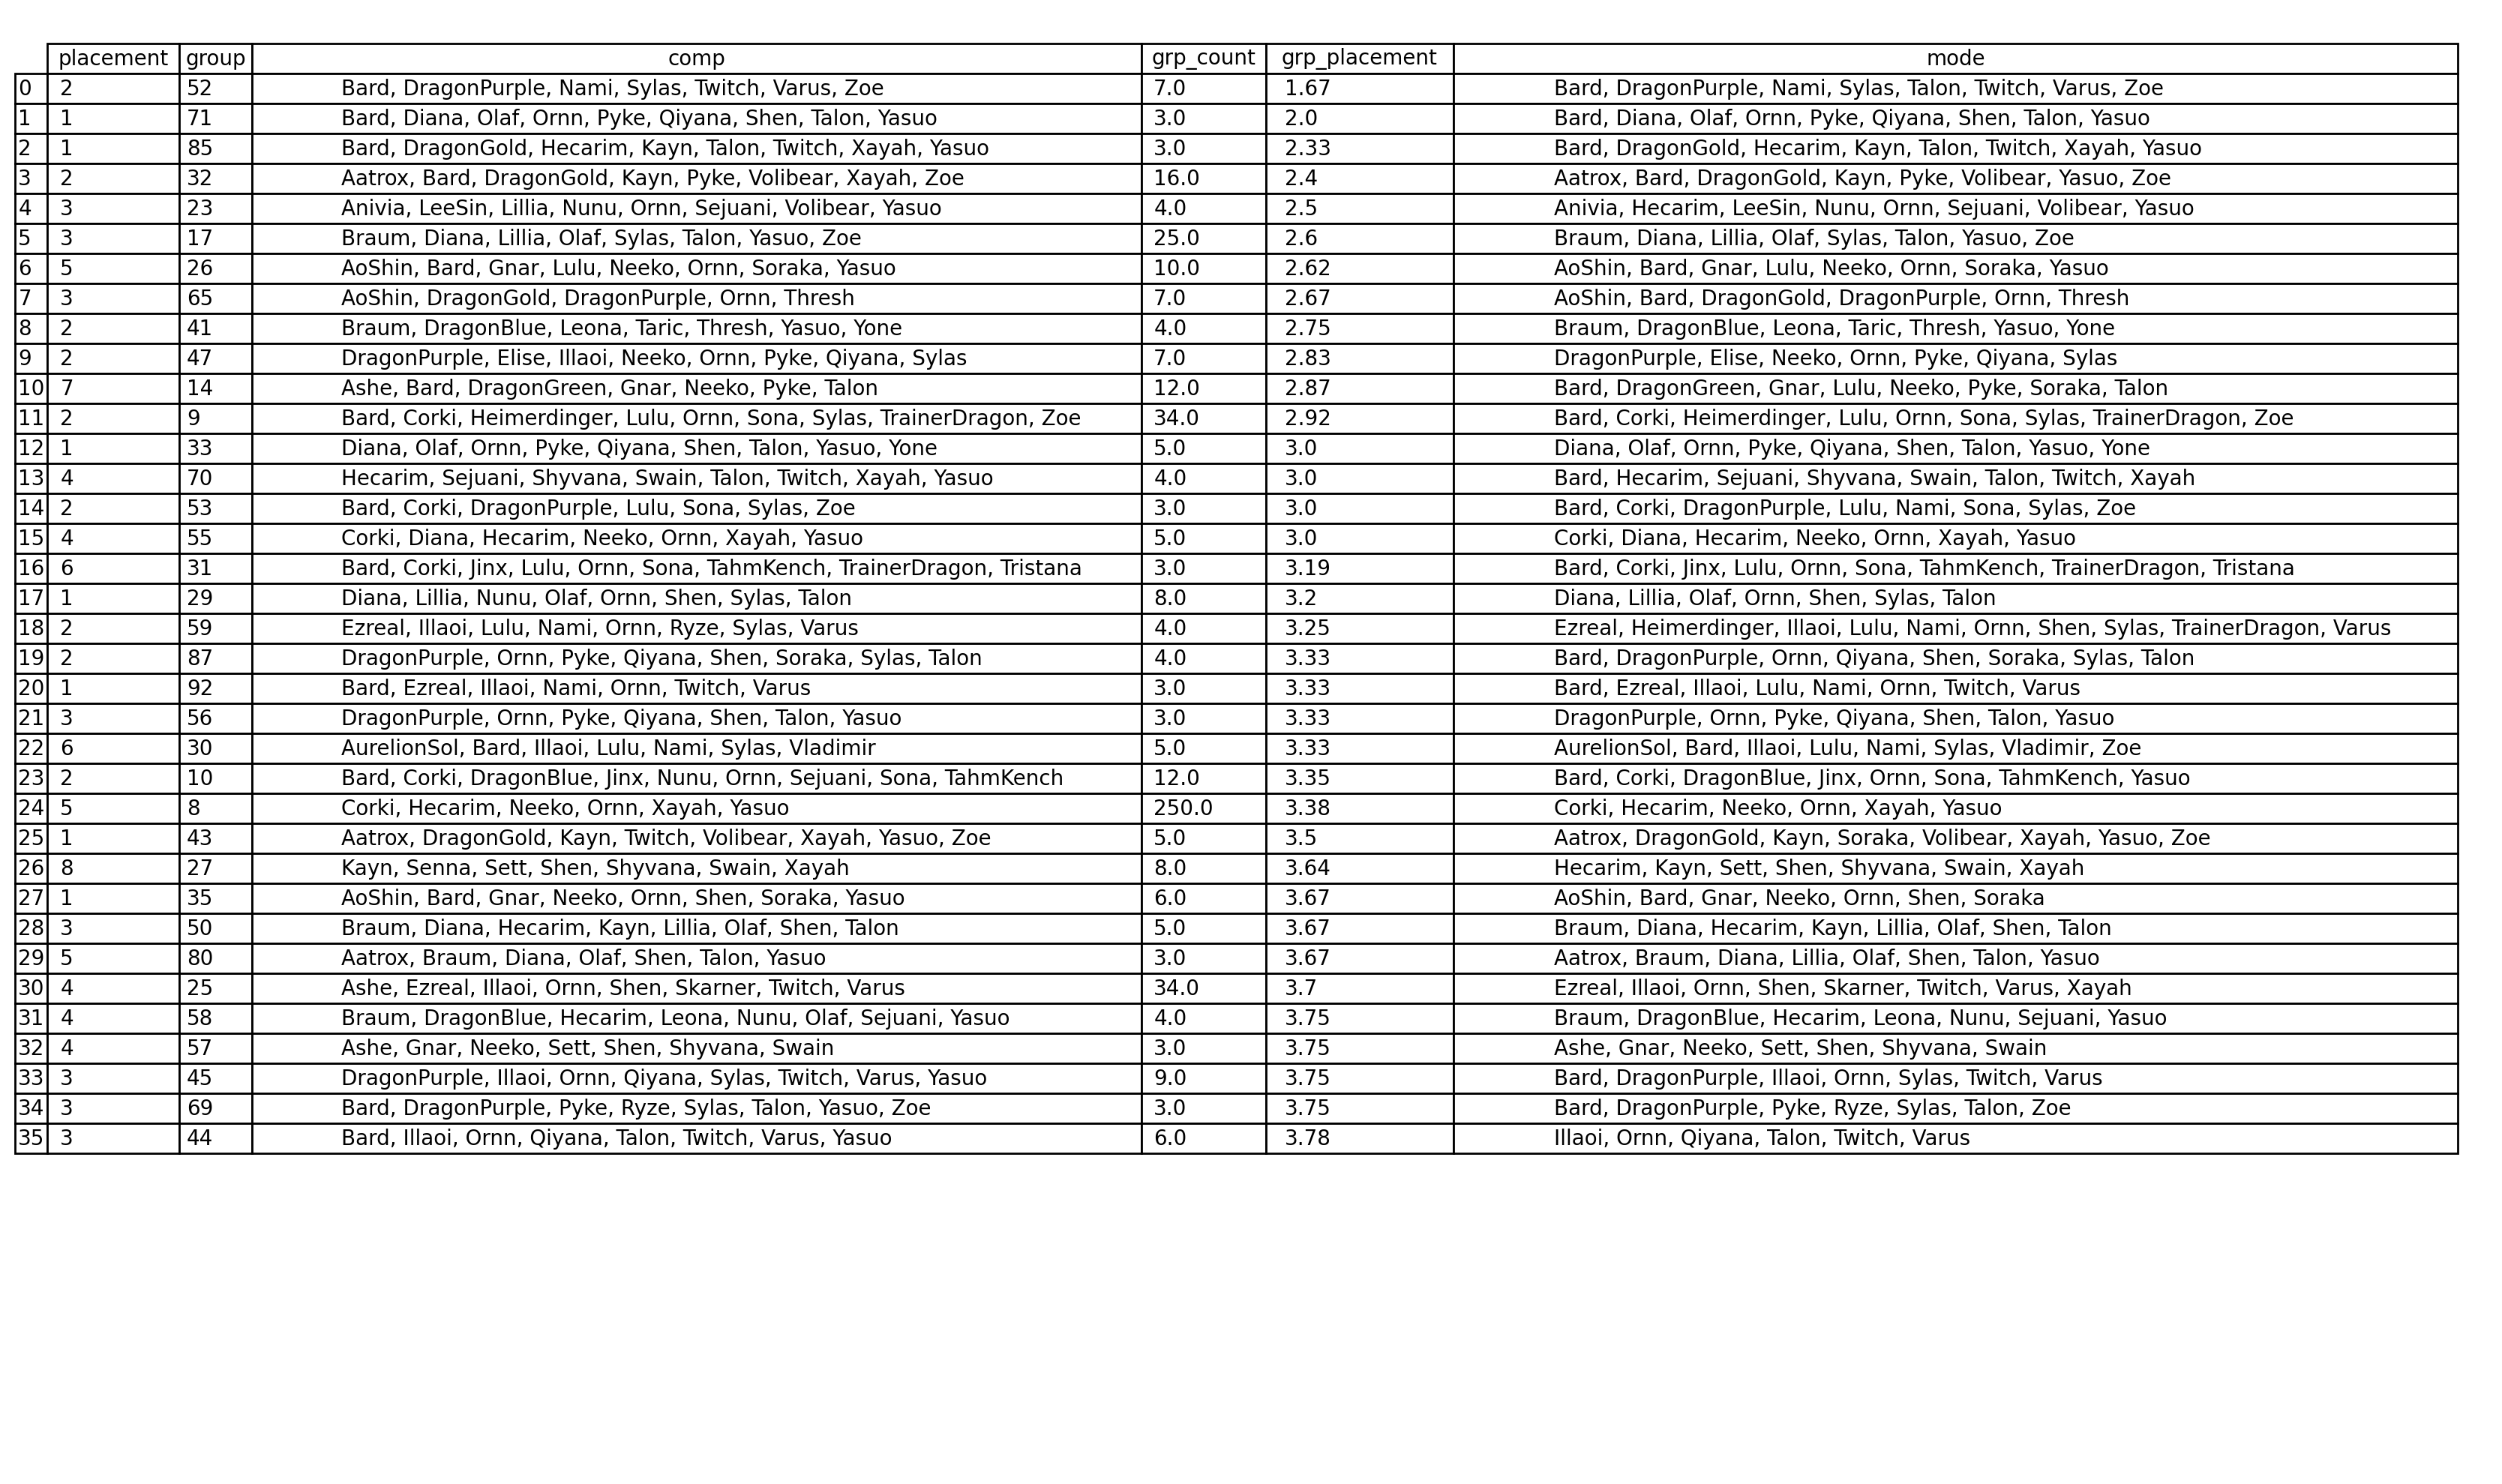 placement group comp grp_count grp_placement mode
0 2 52 Bard, DragonPurple, Nami, Sylas, Twitch, Varus, Zoe 7.0 1.67 Bard, DragonPurple, Nami, Sylas, Talon, Twitch, Varus, Zoe
1 1 71 Bard, Diana, Olaf, Ornn, Pyke, Qiyana, Shen, Talon, Yasuo 3.0 2.0 Bard, Diana, Olaf, Ornn, Pyke, Qiyana, Shen, Talon, Yasuo
2 1 85 Bard, DragonGold, Hecarim, Kayn, Talon, Twitch, Xayah, Yasuo 3.0 2.33 Bard, DragonGold, Hecarim, Kayn, Talon, Twitch, Xayah, Yasuo
3 2 32 Aatrox, Bard, DragonGold, Kayn, Pyke, Volibear, Xayah, Zoe 16.0 2.4 Aatrox, Bard, DragonGold, Kayn, Pyke, Volibear, Yasuo, Zoe
4 3 23 Anivia, LeeSin, Lillia, Nunu, Ornn, Sejuani, Volibear, Yasuo 4.0 2.5 Anivia, Hecarim, LeeSin, Nunu, Ornn, Sejuani, Volibear, Yasuo
5 3 17 Braum, Diana, Lillia, Olaf, Sylas, Talon, Yasuo, Zoe 25.0 2.6 Braum, Diana, Lillia, Olaf, Sylas, Talon, Yasuo, Zoe
6 5 26 AoShin, Bard, Gnar, Lulu, Neeko, Ornn, Soraka, Yasuo 10.0 2.62 AoShin, Bard, Gnar, Lulu, Neeko, Ornn, Soraka, Yasuo
7 3 65 AoShin, DragonGold, DragonPurple, Ornn, Thresh 7.0 2.67 AoShin, Bard, DragonGold, DragonPurple, Ornn, Thresh
8 2 41 Braum, DragonBlue, Leona, Taric, Thresh, Yasuo, Yone 4.0 2.75 Braum, DragonBlue, Leona, Taric, Thresh, Yasuo, Yone
9 2 47 DragonPurple, Elise, Illaoi, Neeko, Ornn, Pyke, Qiyana, Sylas 7.0 2.83 DragonPurple, Elise, Neeko, Ornn, Pyke, Qiyana, Sylas
10 7 14 Ashe, Bard, DragonGreen, Gnar, Neeko, Pyke, Talon 12.0 2.87 Bard, DragonGreen, Gnar, Lulu, Neeko, Pyke, Soraka, Talon
11 2 9 Bard, Corki, Heimerdinger, Lulu, Ornn, Sona, Sylas, TrainerDragon, Zoe 34.0 2.92 Bard, Corki, Heimerdinger, Lulu, Ornn, Sona, Sylas, TrainerDragon, Zoe
12 1 33 Diana, Olaf, Ornn, Pyke, Qiyana, Shen, Talon, Yasuo, Yone 5.0 3.0 Diana, Olaf, Ornn, Pyke, Qiyana, Shen, Talon, Yasuo, Yone
13 4 70 Hecarim, Sejuani, Shyvana, Swain, Talon, Twitch, Xayah, Yasuo 4.0 3.0 Bard, Hecarim, Sejuani, Shyvana, Swain, Talon, Twitch, Xayah
14 2 53 Bard, Corki, DragonPurple, Lulu, Sona, Sylas, Zoe 3.0 3.0 Bard, Corki, DragonPurple, Lulu, Nami, Sona, Sylas, Zoe
15 4 55 Corki, Diana, Hecarim, Neeko, Ornn, Xayah, Yasuo 5.0 3.0 Corki, Diana, Hecarim, Neeko, Ornn, Xayah, Yasuo
16 6 31 Bard, Corki, Jinx, Lulu, Ornn, Sona, TahmKench, TrainerDragon, Tristana 3.0 3.19 Bard, Corki, Jinx, Lulu, Ornn, Sona, TahmKench, TrainerDragon, Tristana
17 1 29 Diana, Lillia, Nunu, Olaf, Ornn, Shen, Sylas, Talon 8.0 3.2 Diana, Lillia, Olaf, Ornn, Shen, Sylas, Talon
18 2 59 Ezreal, Illaoi, Lulu, Nami, Ornn, Ryze, Sylas, Varus 4.0 3.25 Ezreal, Heimerdinger, Illaoi, Lulu, Nami, Ornn, Shen, Sylas, TrainerDragon, Varus
19 2 87 DragonPurple, Ornn, Pyke, Qiyana, Shen, Soraka, Sylas, Talon 4.0 3.33 Bard, DragonPurple, Ornn, Qiyana, Shen, Soraka, Sylas, Talon
20 1 92 Bard, Ezreal, Illaoi, Nami, Ornn, Twitch, Varus 3.0 3.33 Bard, Ezreal, Illaoi, Lulu, Nami, Ornn, Twitch, Varus
21 3 56 DragonPurple, Ornn, Pyke, Qiyana, Shen, Talon, Yasuo 3.0 3.33 DragonPurple, Ornn, Pyke, Qiyana, Shen, Talon, Yasuo
22 6 30 AurelionSol, Bard, Illaoi, Lulu, Nami, Sylas, Vladimir 5.0 3.33 AurelionSol, Bard, Illaoi, Lulu, Nami, Sylas, Vladimir, Zoe
23 2 10 Bard, Corki, DragonBlue, Jinx, Nunu, Ornn, Sejuani, Sona, TahmKench 12.0 3.35 Bard, Corki, DragonBlue, Jinx, Ornn, Sona, TahmKench, Yasuo
24 5 8 Corki, Hecarim, Neeko, Ornn, Xayah, Yasuo 250.0 3.38 Corki, Hecarim, Neeko, Ornn, Xayah, Yasuo
25 1 43 Aatrox, DragonGold, Kayn, Twitch, Volibear, Xayah, Yasuo, Zoe 5.0 3.5 Aatrox, DragonGold, Kayn, Soraka, Volibear, Xayah, Yasuo, Zoe
26 8 27 Kayn, Senna, Sett, Shen, Shyvana, Swain, Xayah 8.0 3.64 Hecarim, Kayn, Sett, Shen, Shyvana, Swain, Xayah
27 1 35 AoShin, Bard, Gnar, Neeko, Ornn, Shen, Soraka, Yasuo 6.0 3.67 AoShin, Bard, Gnar, Neeko, Ornn, Shen, Soraka
28 3 50 Braum, Diana, Hecarim, Kayn, Lillia, Olaf, Shen, Talon 5.0 3.67 Braum, Diana, Hecarim, Kayn, Lillia, Olaf, Shen, Talon
29 5 80 Aatrox, Braum, Diana, Olaf, Shen, Talon, Yasuo 3.0 3.67 Aatrox, Braum, Diana, Lillia, Olaf, Shen, Talon, Yasuo
30 4 25 Ashe, Ezreal, Illaoi, Ornn, Shen, Skarner, Twitch, Varus 34.0 3.7 Ezreal, Illaoi, Ornn, Shen, Skarner, Twitch, Varus, Xayah
31 4 58 Braum, DragonBlue, Hecarim, Leona, Nunu, Olaf, Sejuani, Yasuo 4.0 3.75 Braum, DragonBlue, Hecarim, Leona, Nunu, Sejuani, Yasuo
32 4 57 Ashe, Gnar, Neeko, Sett, Shen, Shyvana, Swain 3.0 3.75 Ashe, Gnar, Neeko, Sett, Shen, Shyvana, Swain
33 3 45 DragonPurple, Illaoi, Ornn, Qiyana, Sylas, Twitch, Varus, Yasuo 9.0 3.75 Bard, DragonPurple, Illaoi, Ornn, Sylas, Twitch, Varus
34 3 69 Bard, DragonPurple, Pyke, Ryze, Sylas, Talon, Yasuo, Zoe 3.0 3.75 Bard, DragonPurple, Pyke, Ryze, Sylas, Talon, Zoe
35 3 44 Bard, Illaoi, Ornn, Qiyana, Talon, Twitch, Varus, Yasuo 6.0 3.78 Illaoi, Ornn, Qiyana, Talon, Twitch, Varus